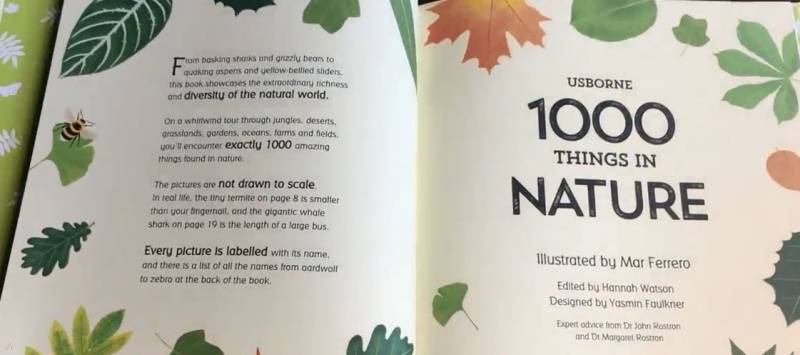 From basking sharks and grizzly bears to
quaking aspens and yellow-bellied sliders,
this book showcases the extraordinary richness
and diversity of the natural world.
On a whirlwind tour through jungles, deserts,
grasslands, gardens, oceans, farms and fields,
you'll encounter exactly 1000 amazing
things found in nature.
The pictures are not drawn to scale.
In real life, the tiny termite on page 8 is smaller
than your fingernail, and the gigantic whale
shark on page 19 is the length of a large bus.
Every picture is labelled with its name,
and there is a list of all the names from aardwolf
to zebra at the back of the book.
USBORNE
1000
THINGS IN
NATURE
Illustrated by Mar Ferrero
Edited by Hannah Watson
Designed by Yasmin Faulkner
Expert advice from Dr John Rostron
and Dr Margaret Rostron